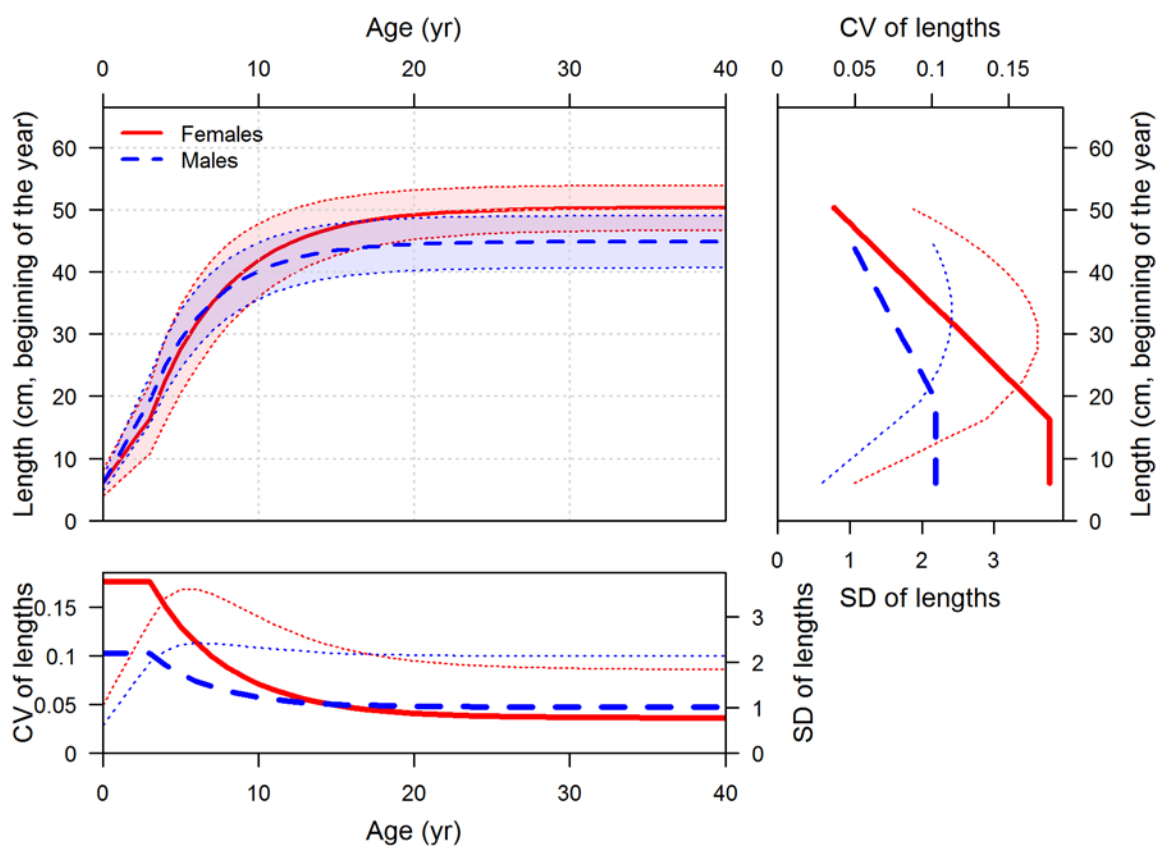 Age (yr)
0 10 20 30 40
Length (cm, beginning of the year)
60
50
40
30
20
10
0
Females
Males
CV of lengths
0 0.05 0.1 0.15
60
50
40
30
20
10
0
Length (cm, beginning of the year)
0 1 2 3
SD of lengths
CV of lengths
0.15
0.1
0.05
0
3
2
1
0
SD of lengths
0 10 20 30 40
Age (yr)